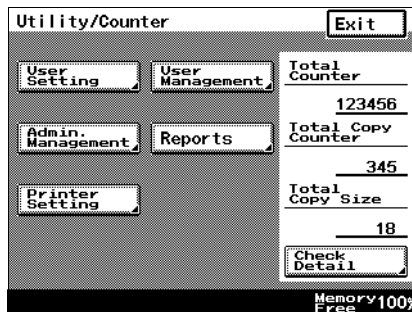 Utility/Counter
Exit
User
Setting
User
Management
Admin.
Management
Reports
Printer
Setting
Total
Counter
123456
Total Copy
Counter
345
Total
Copy Size
18
Check
Detail
Memory
Free 100%